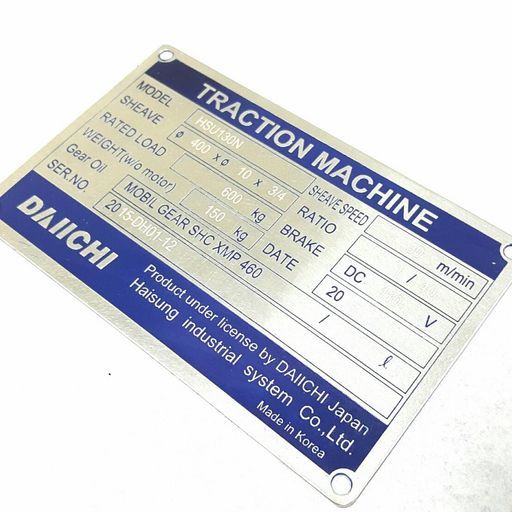 TRACTION MACHINE
MODEL HSU130N SHEAVE SPEED m/min
SHEAVE ø 400 x ø 10 x 3/4 RATIO /
RATED LOAD 600 kg BRAKE DC V
WEIGHT(w/o motor) 150 kg DATE 20 /
Gear Oil MOBIL GEAR SHC XMP 460 ℓ
SER NO. 2015-DH01-12
DAIICHI
Product under license by DAIICHI Japan
Haisung industrial system Co.,Ltd.
Made in Korea